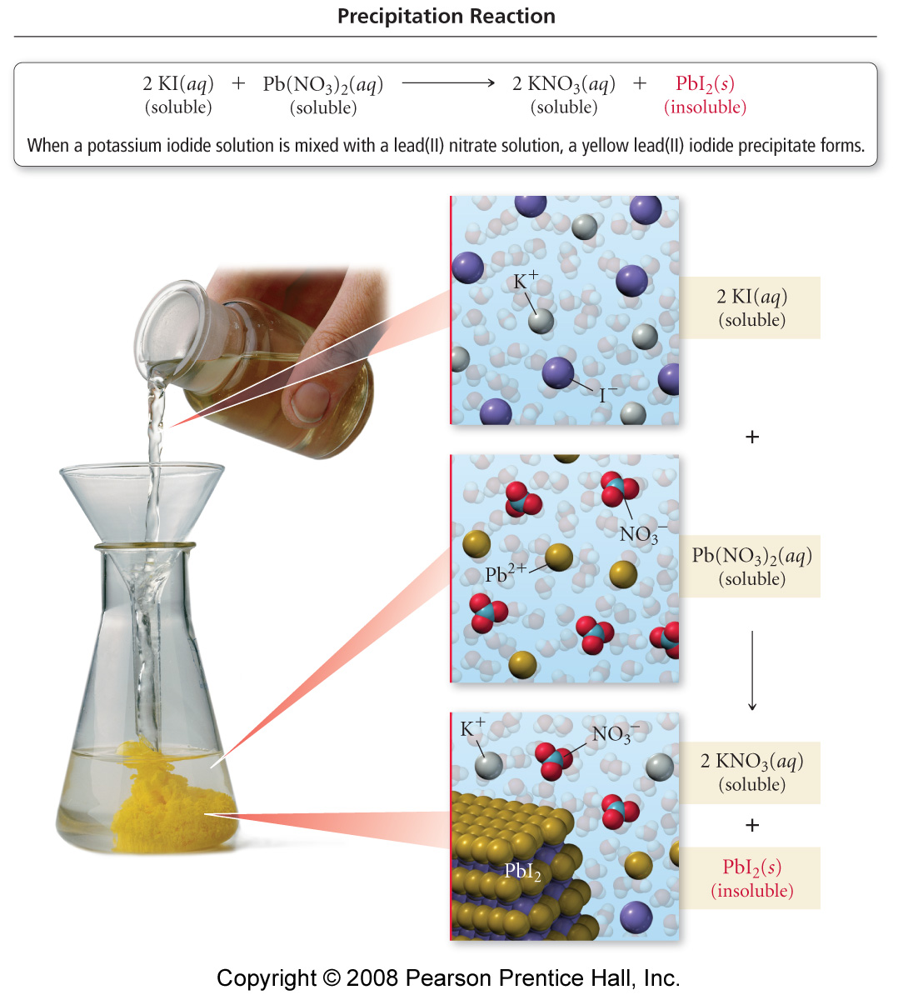 Precipitation Reaction
2 KI(aq) + Pb(NO₃)₂(aq) ⟶ 2 KNO₃(aq) + PbI₂(s)
(soluble) (soluble) (soluble) (insoluble)
When a potassium iodide solution is mixed with a lead(II) nitrate solution, a yellow lead(II) iodide precipitate forms.
K⁺
I⁻
2 KI(aq)
(soluble)
+
NO₃⁻
Pb²⁺
Pb(NO₃)₂(aq)
(soluble)
K⁺
NO₃⁻
PbI₂
2 KNO₃(aq)
(soluble)
+
PbI₂(s)
(insoluble)
Copyright © 2008 Pearson Prentice Hall, Inc.